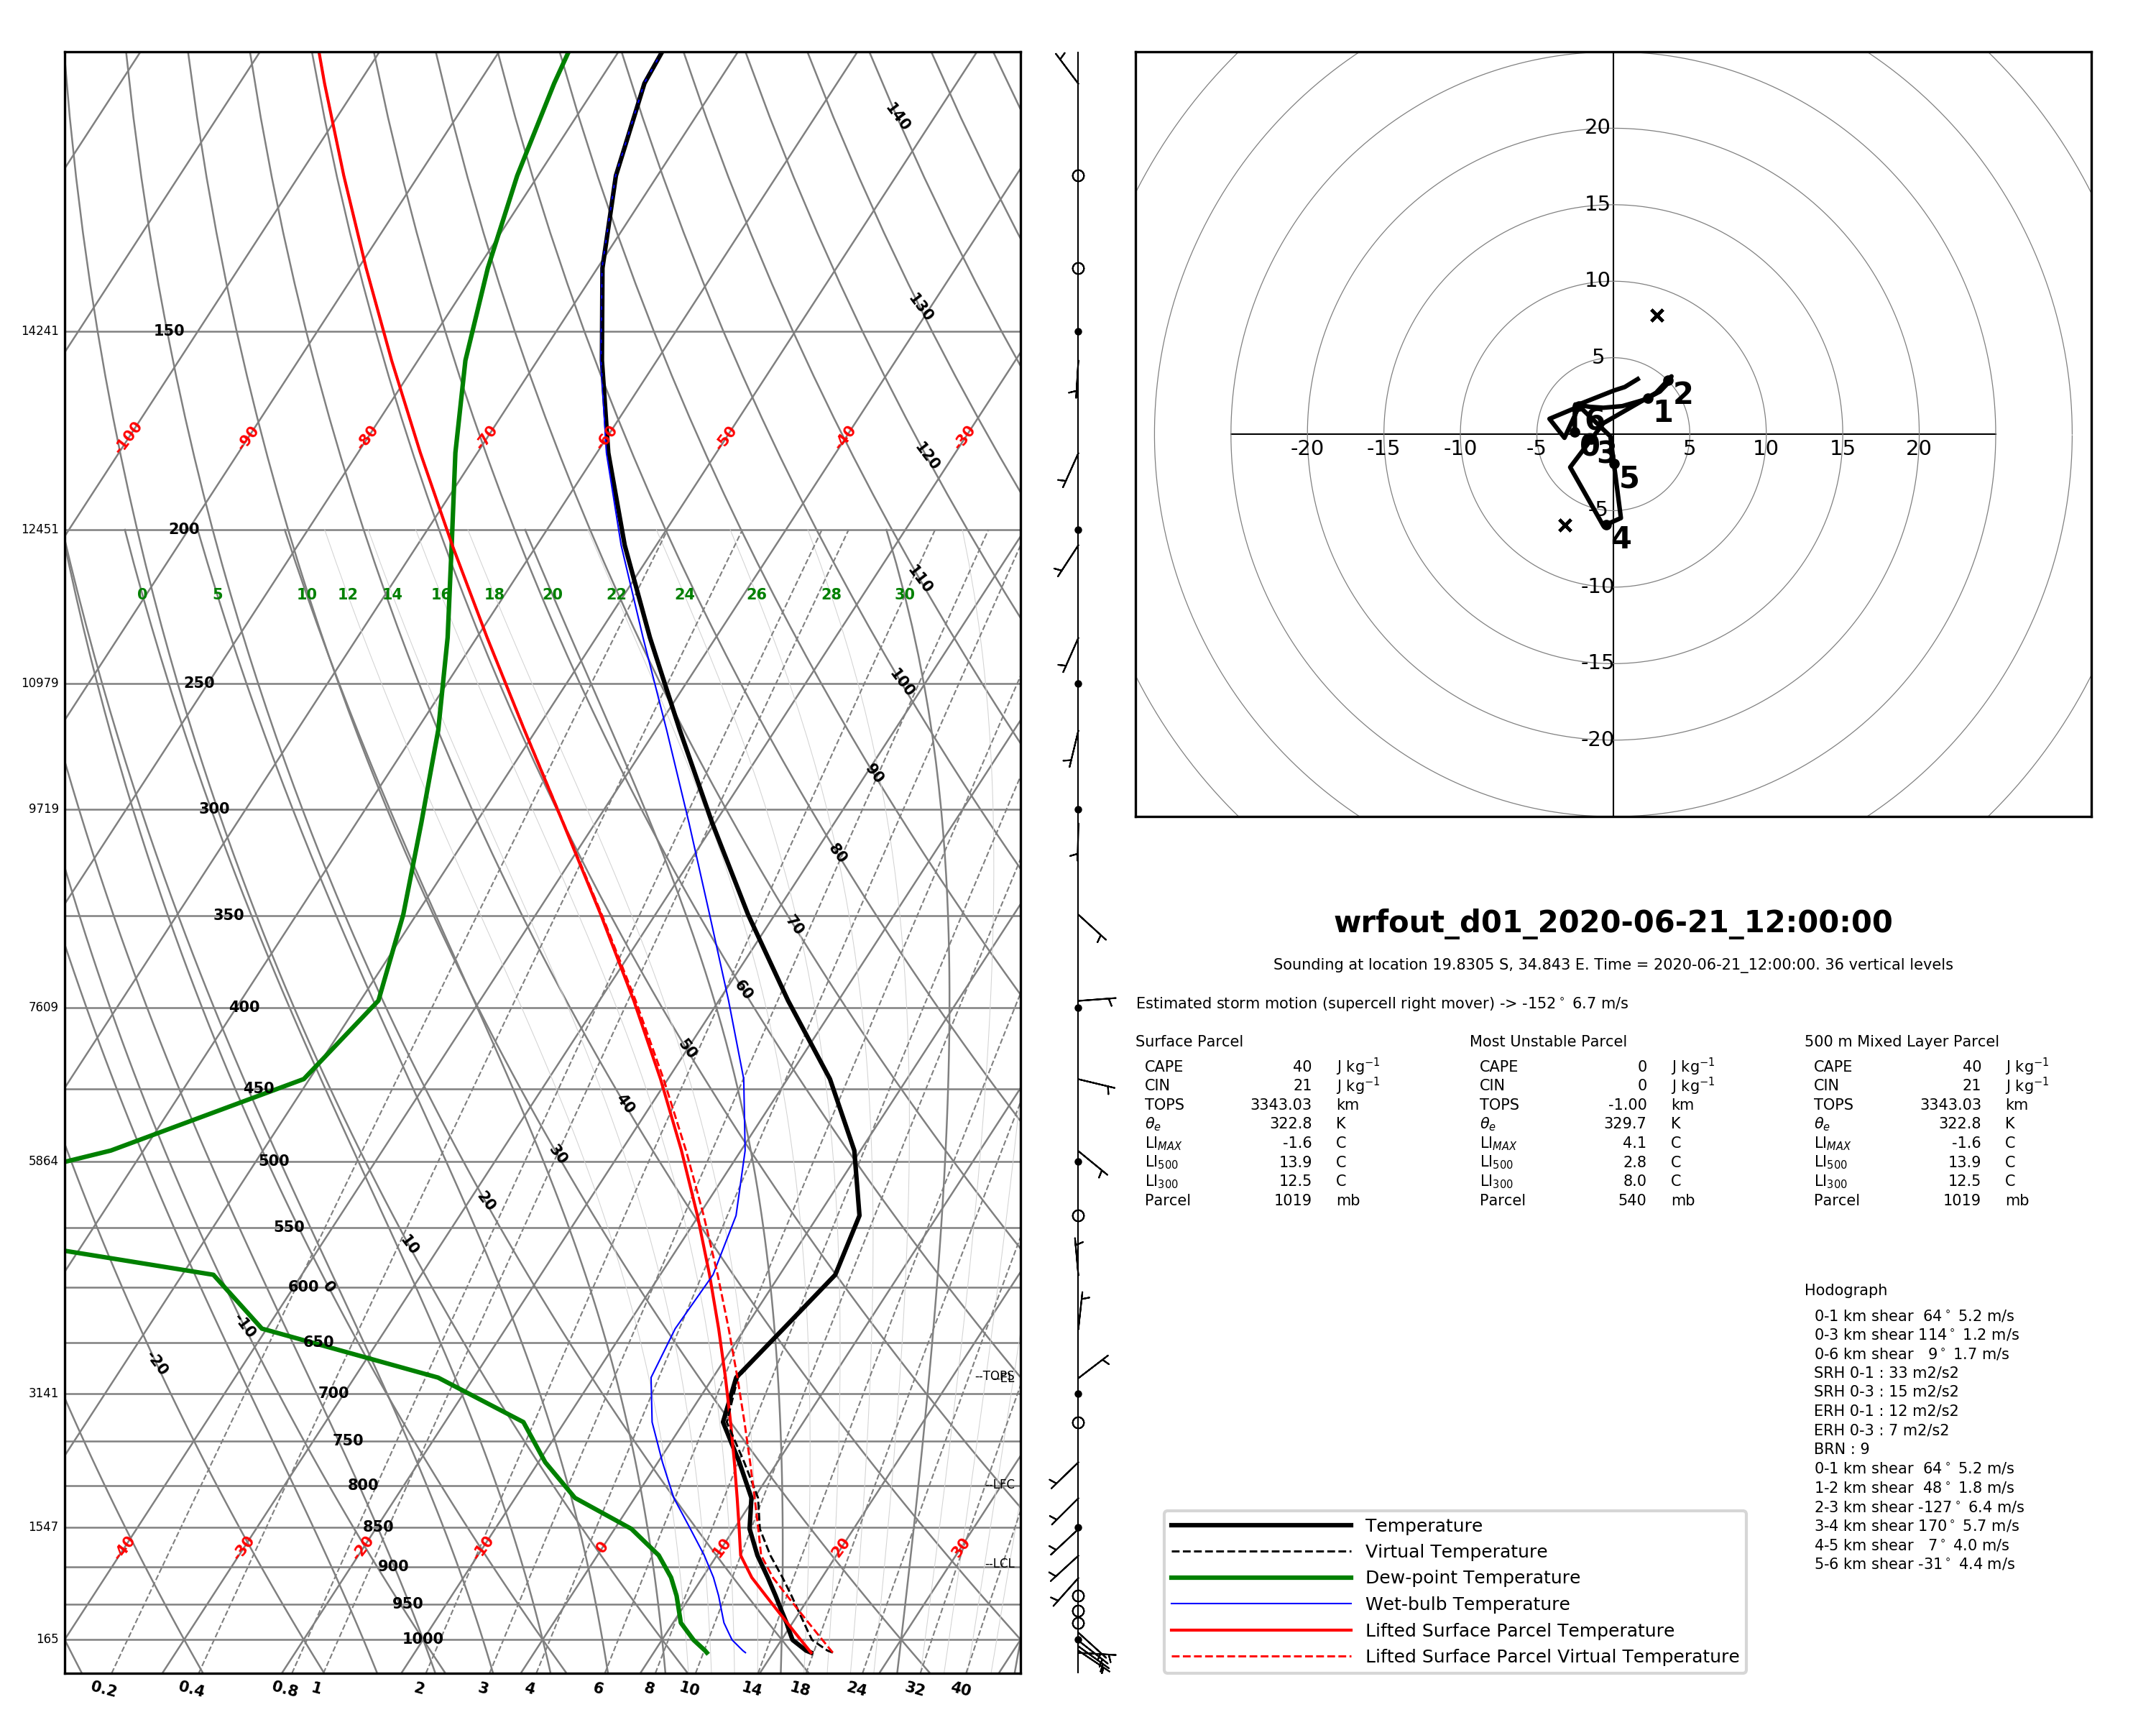 140
130
14241 150
-100 -90 -80 -70 -60 -50 -40 -30
120
12451 200
110
0 5 10 12 14 16 18 20 22 24 26 28 30
10979 250
100
90
9719 300
80
350
70
60
7609 400
50
450
40
5864 500
30
20
550
10
600 0
-10
650
-20
--TOPS
3141 700
750
800
--LFC
1547 850
-40 -30 -20 -10 0 10 20 30
900
--LCL
950
165 1000
0.2 0.4 0.8 1 2 3 4 6 8 10 14 18 24 32 40
20
15
10
5
-20 -15 -10 -5 5 10 15 20
-5
-10
-15
-20
0 1 2 3 4 5 6
wrfout_d01_2020-06-21_12:00:00
Sounding at location 19.8305 S, 34.843 E. Time = 2020-06-21_12:00:00. 36 vertical levels
Estimated storm motion (supercell right mover) -> -152° 6.7 m/s
Surface Parcel
CAPE 40 J kg⁻¹
CIN 21 J kg⁻¹
TOPS 3343.03 km
θe 322.8 K
LI_MAX -1.6 C
LI500 13.9 C
LI300 12.5 C
Parcel 1019 mb
Most Unstable Parcel
CAPE 0 J kg⁻¹
CIN 0 J kg⁻¹
TOPS -1.00 km
θe 329.7 K
LI_MAX 4.1 C
LI500 2.8 C
LI300 8.0 C
Parcel 540 mb
500 m Mixed Layer Parcel
CAPE 40 J kg⁻¹
CIN 21 J kg⁻¹
TOPS 3343.03 km
θe 322.8 K
LI_MAX -1.6 C
LI500 13.9 C
LI300 12.5 C
Parcel 1019 mb
Hodograph
0-1 km shear 64° 5.2 m/s
0-3 km shear 114° 1.2 m/s
0-6 km shear 9° 1.7 m/s
SRH 0-1 : 33 m2/s2
SRH 0-3 : 15 m2/s2
ERH 0-1 : 12 m2/s2
ERH 0-3 : 7 m2/s2
BRN : 9
0-1 km shear 64° 5.2 m/s
1-2 km shear 48° 1.8 m/s
2-3 km shear -127° 6.4 m/s
3-4 km shear 170° 5.7 m/s
4-5 km shear 7° 4.0 m/s
5-6 km shear -31° 4.4 m/s
Temperature
Virtual Temperature
Dew-point Temperature
Wet-bulb Temperature
Lifted Surface Parcel Temperature
Lifted Surface Parcel Virtual Temperature